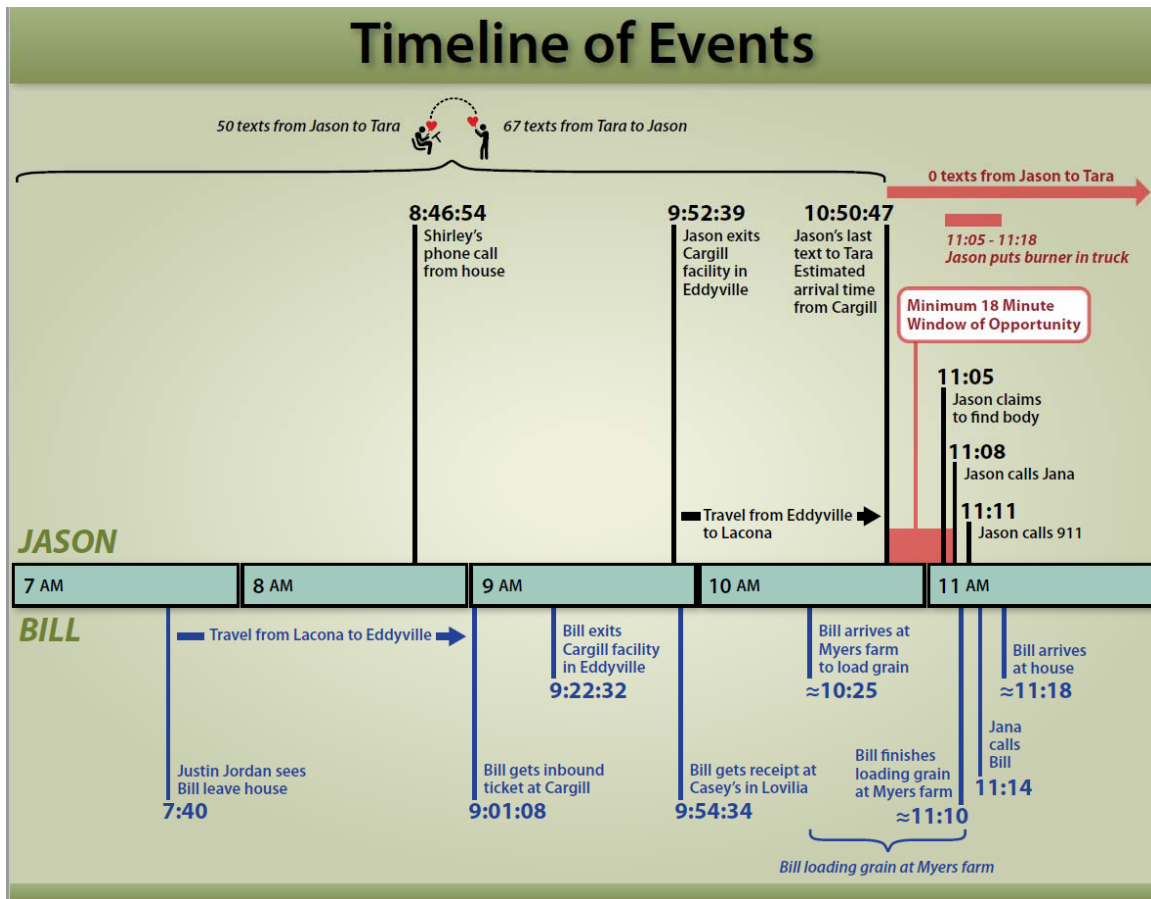 Timeline of Events
50 texts from Jason to Tara
67 texts from Tara to Jason
0 texts from Jason to Tara
11:05 - 11:18
Jason puts burner in truck
8:46:54
Shirley's
phone call
from house
9:52:39
Jason exits
Cargill
facility in
Eddyville
10:50:47
Jason's last
text to Tara
Estimated
arrival time
from Cargill
Minimum 18 Minute
Window of Opportunity
11:05
Jason claims
to find body
11:08
Jason calls Jana
11:11
Jason calls 911
Travel from Eddyville
to Lacona
JASON
7 AM
8 AM
9 AM
10 AM
11 AM
BILL
Travel from Lacona to Eddyville
Bill exits
Cargill facility
in Eddyville
9:22:32
Bill arrives at
Myers farm
to load grain
≈10:25
Bill arrives
at house
≈11:18
Justin Jordan sees
Bill leave house
7:40
Bill gets inbound
ticket at Cargill
9:01:08
Bill gets receipt at
Casey's in Lovilia
9:54:34
Bill finishes
loading grain
at Myers farm
≈11:10
Jana
calls
Bill
11:14
Bill loading grain at Myers farm